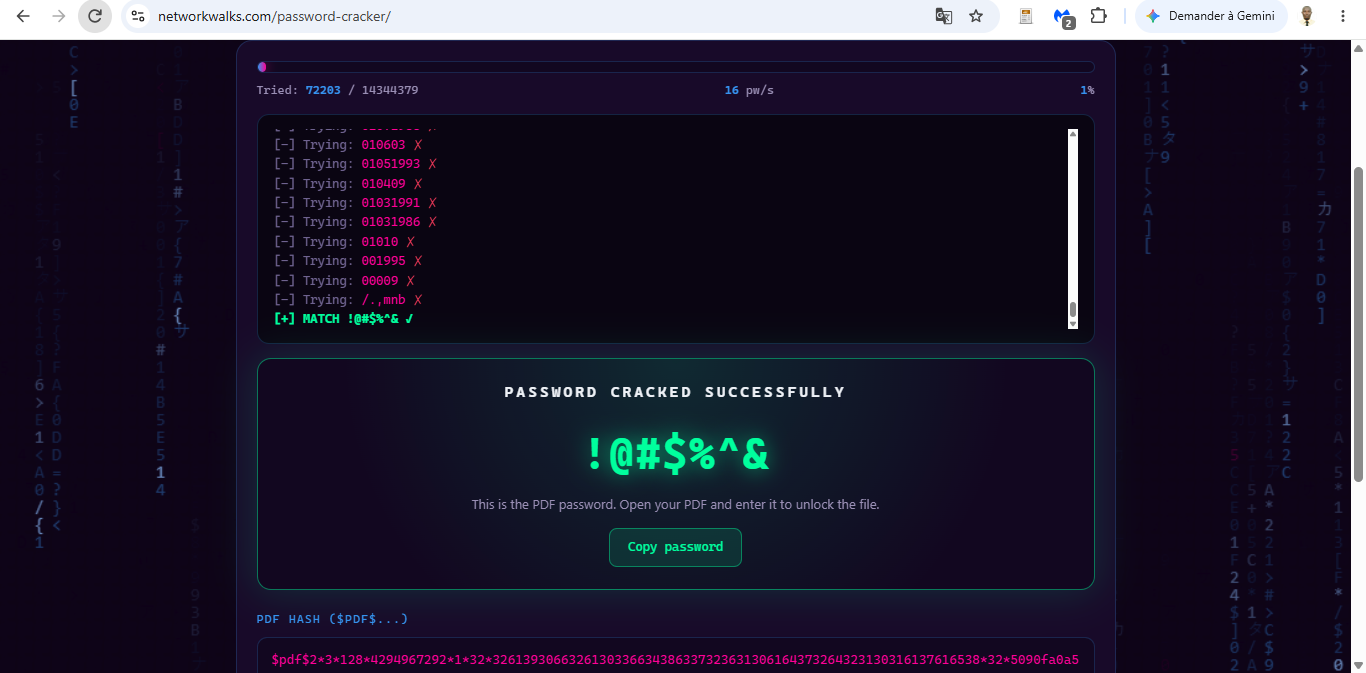 networkwalks.com/password-cracker/
2
Demander à Gemini
Tried: 72203 / 14344379
16 pw/s
1%
[−] Trying: 010603 ✗
[−] Trying: 01051993 ✗
[−] Trying: 010409 ✗
[−] Trying: 01031991 ✗
[−] Trying: 01031986 ✗
[−] Trying: 01010 ✗
[−] Trying: 001995 ✗
[−] Trying: 00009 ✗
[−] Trying: /.,mnb ✗
[+] MATCH !@#$%^& ✓
PASSWORD CRACKED SUCCESSFULLY
!@#$%^&
This is the PDF password. Open your PDF and enter it to unlock the file.
Copy password
PDF HASH ($PDF$...)
$pdf$2*3*128*4294967292*1*32*3261393066326130336634386337323631306164373264323130316137616538*32*5090fa0a5